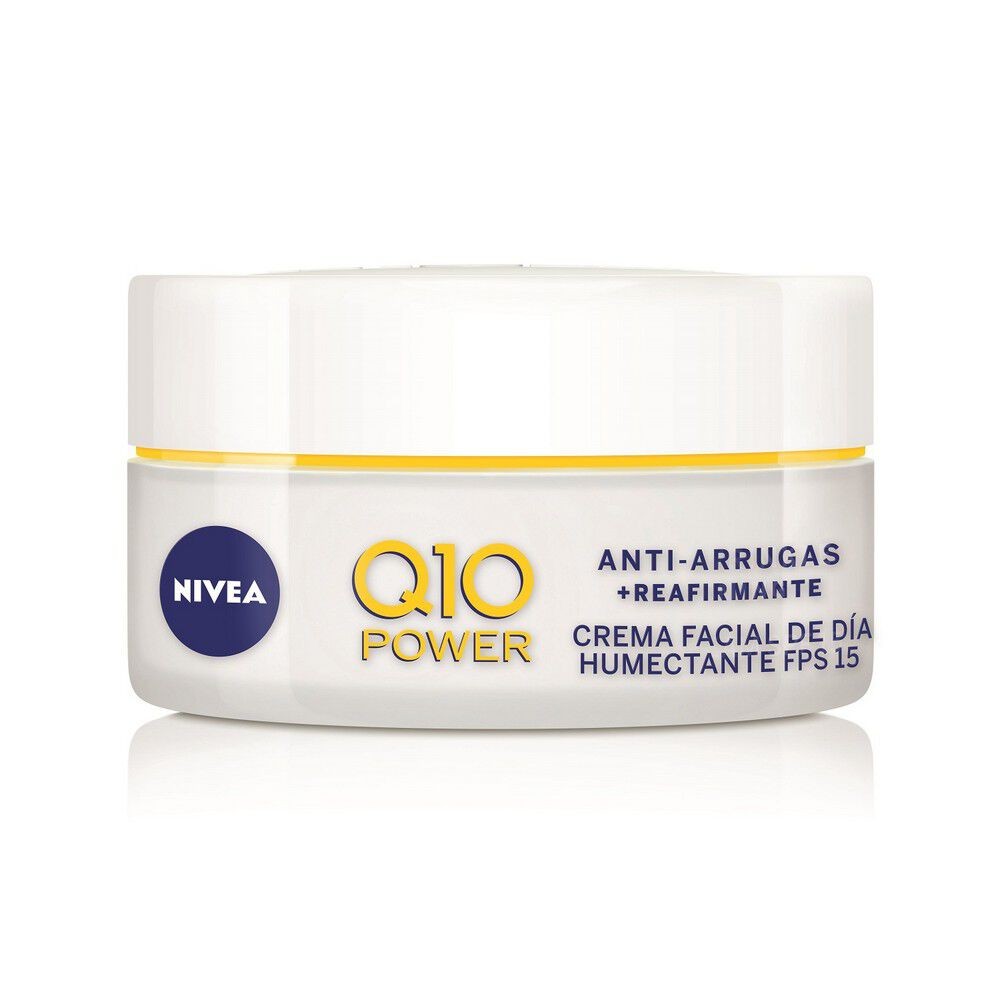 NIVEA
Q10
POWER
ANTI-ARRUGAS
+REAFIRMANTE
CREMA FACIAL DE DÍA
HUMECTANTE FPS 15